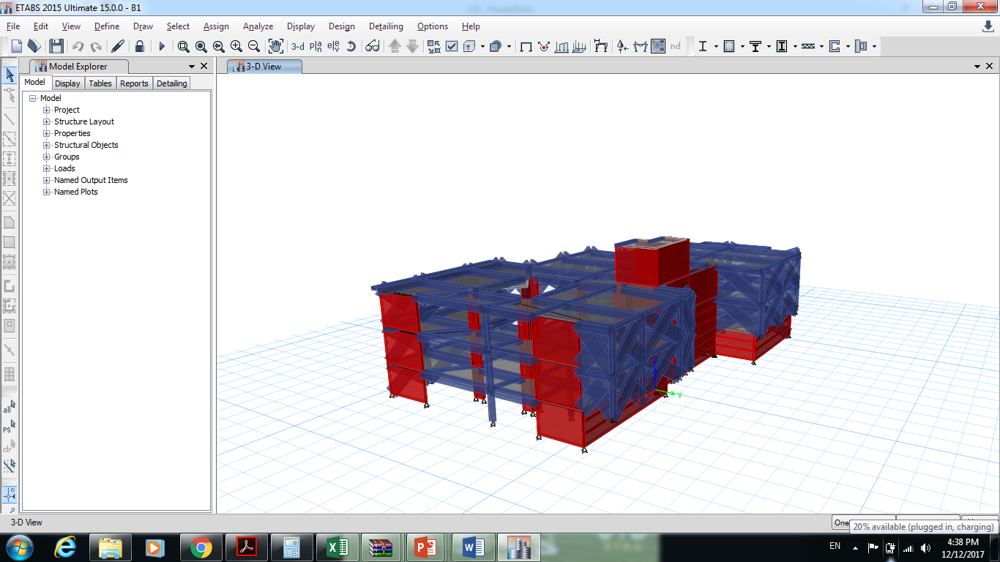 ETABS 2015 Ultimate 15.0.0 - B1
File Edit View Define Draw Select Assign Analyze Display Design Detailing Options Help
3-d
nd
Model Explorer
3-D View
Model Display Tables Reports Detailing
Model
Project
Structure Layout
Properties
Structural Objects
Groups
Loads
Named Output Items
Named Plots
all
PS
clr
Z
X
Y
3-D View
One
20% available (plugged in, charging)
EN
4:38 PM
12/12/2017